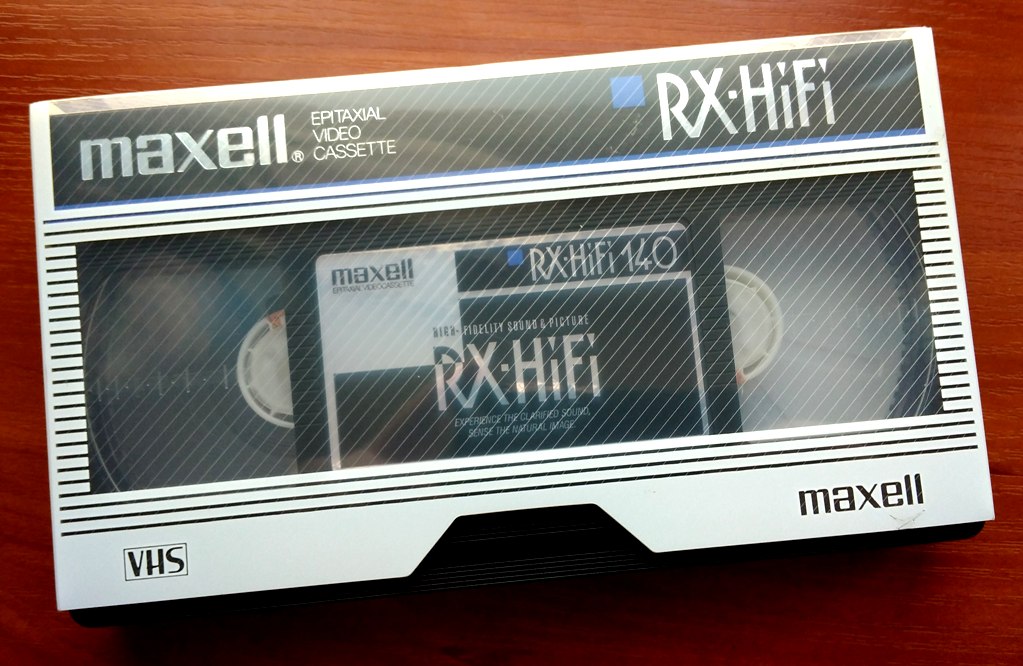 maxell®
EPITAXIAL
VIDEO
CASSETTE
RX·HiFi
maxell
EPITAXIAL VIDEOCASSETTE
RX·HiFi 140
HIGH-FIDELITY SOUND & PICTURE
RX·HiFi
EXPERIENCE THE CLARIFIED SOUND,
SENSE THE NATURAL IMAGE.
maxell
VHS